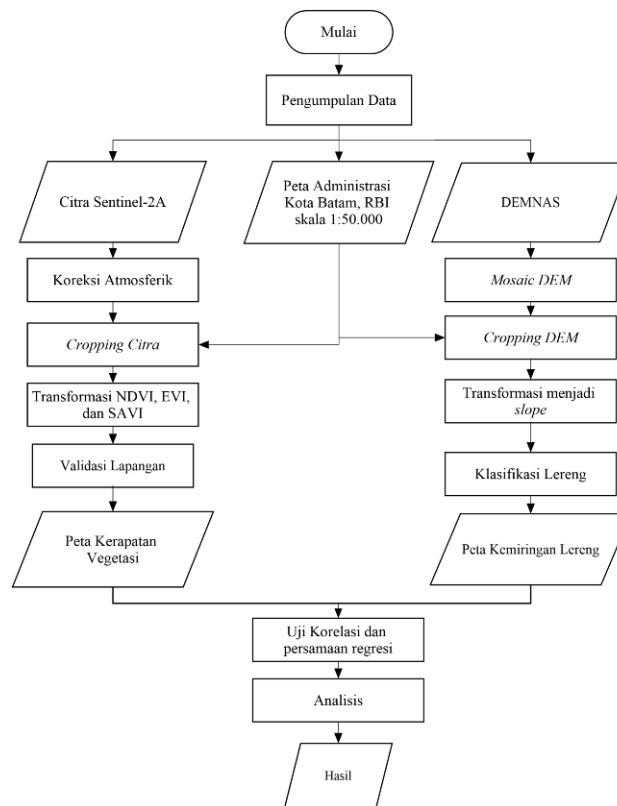 Mulai
Pengumpulan Data
Citra Sentinel-2A
Peta Administrasi
Kota Batam, RBI
skala 1:50.000
DEMNAS
Koreksi Atmosferik
Mosaic DEM
Cropping Citra
Cropping DEM
Transformasi NDVI, EVI,
dan SAVI
Transformasi menjadi
slope
Validasi Lapangan
Klasifikasi Lereng
Peta Kerapatan
Vegetasi
Peta Kemiringan Lereng
Uji Korelasi dan
persamaan regresi
Analisis
Hasil